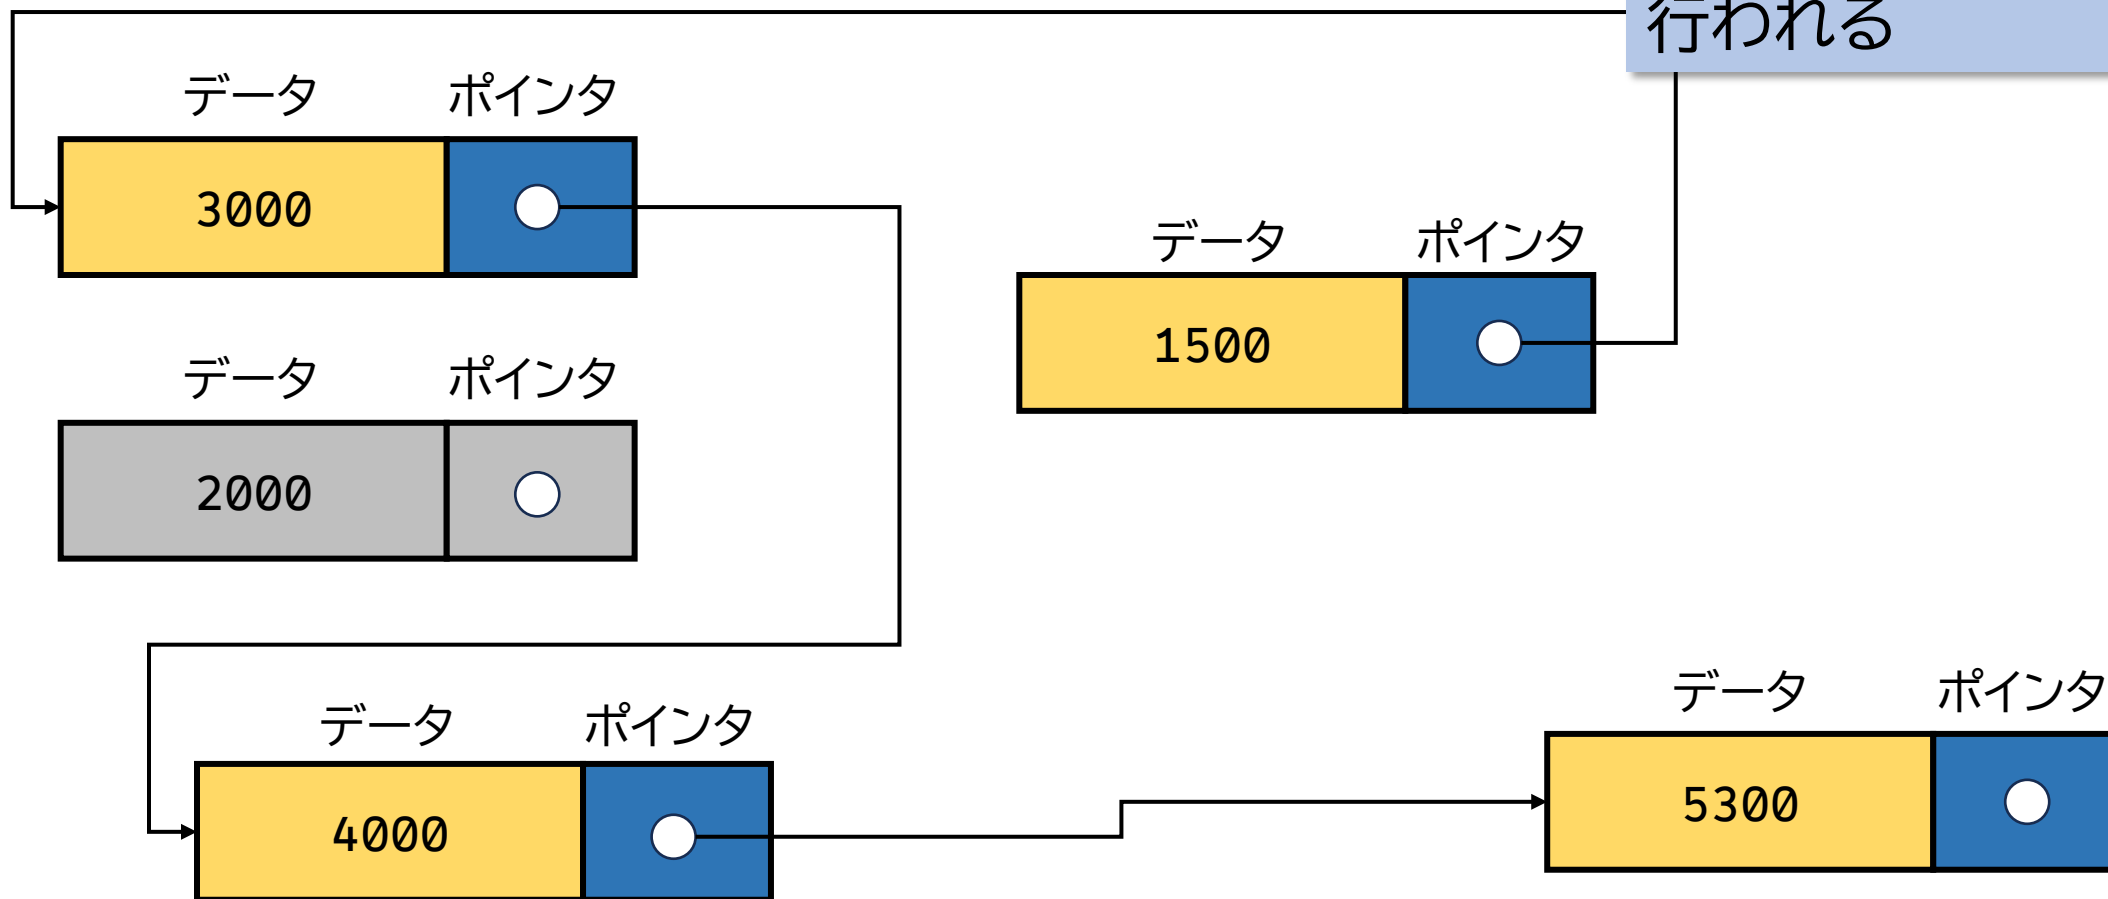 行われる
データ ポインタ
3000
データ ポインタ
1500
データ ポインタ
2000
データ ポインタ
5300
データ ポインタ
4000